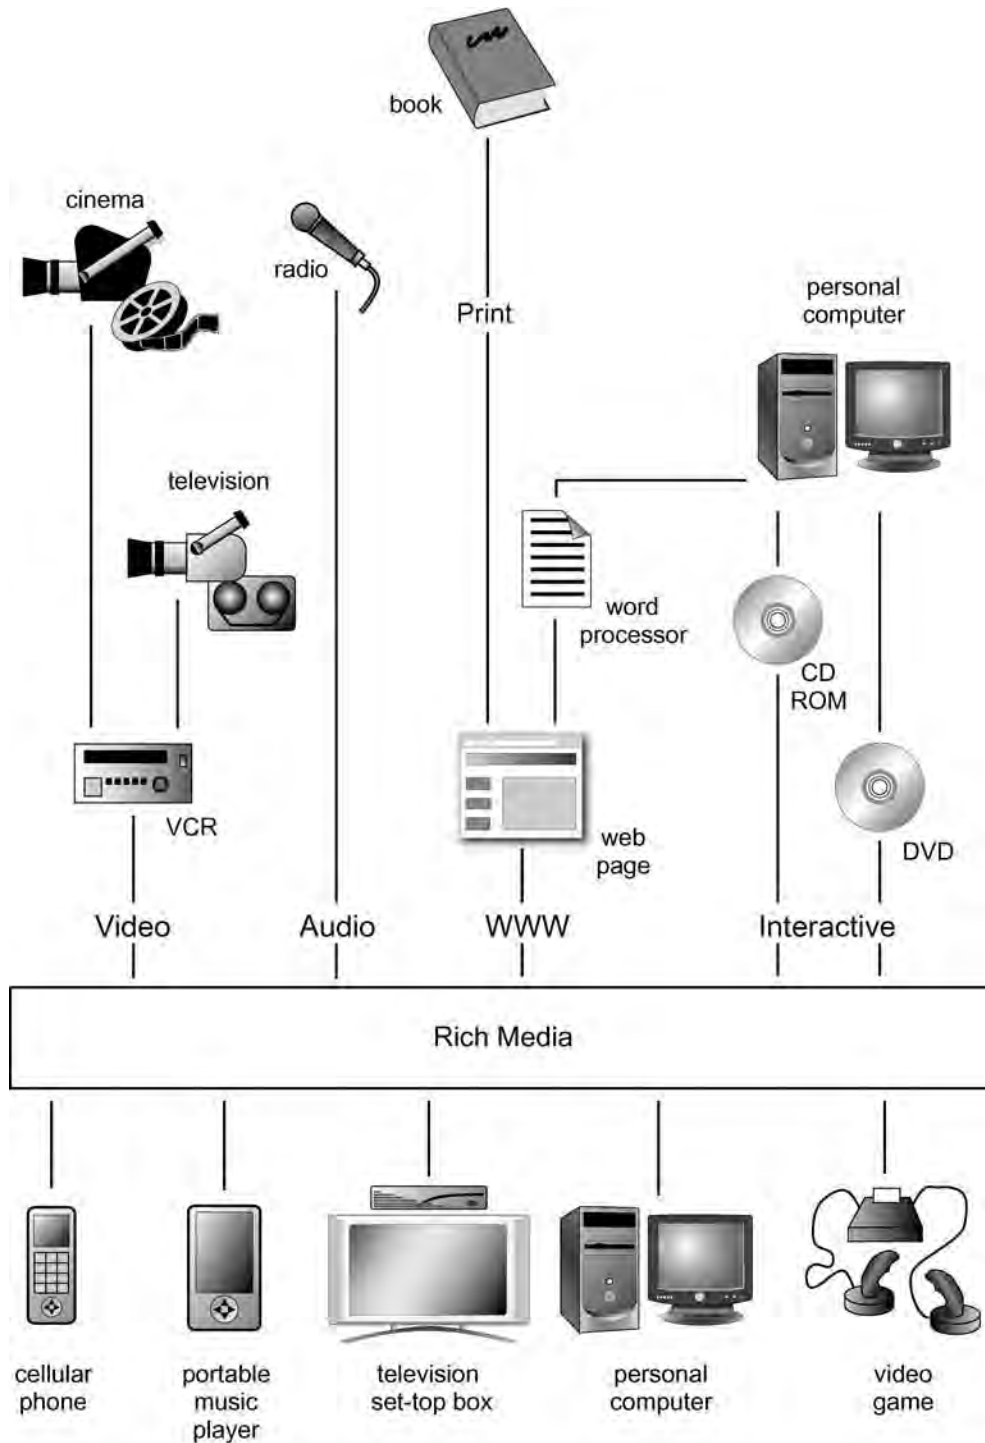 book
cinema
radio
Print
personal
computer
television
word
processor
CD
ROM
VCR
web
page
DVD
Video
Audio
WWW
Interactive
Rich Media
cellular
phone
portable
music
player
television
set-top box
personal
computer
video
game